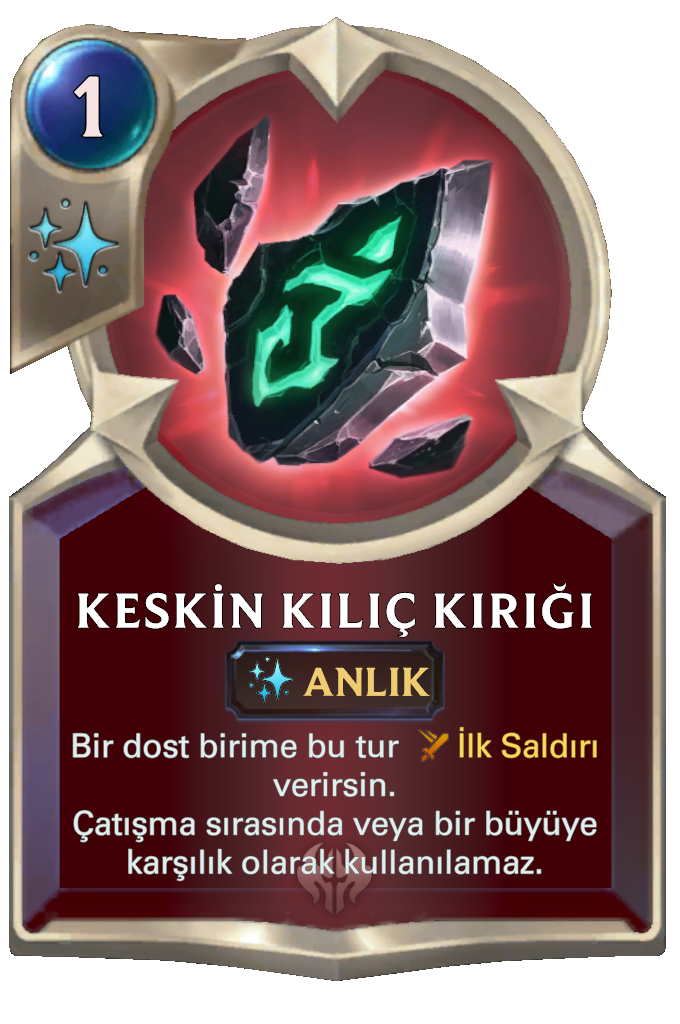 1
KESKİN KILIÇ KIRIĞI
ANLIK
Bir dost birime bu tur İlk Saldırı
verirsin.
Çatışma sırasında veya bir büyüye
karşılık olarak kullanılamaz.